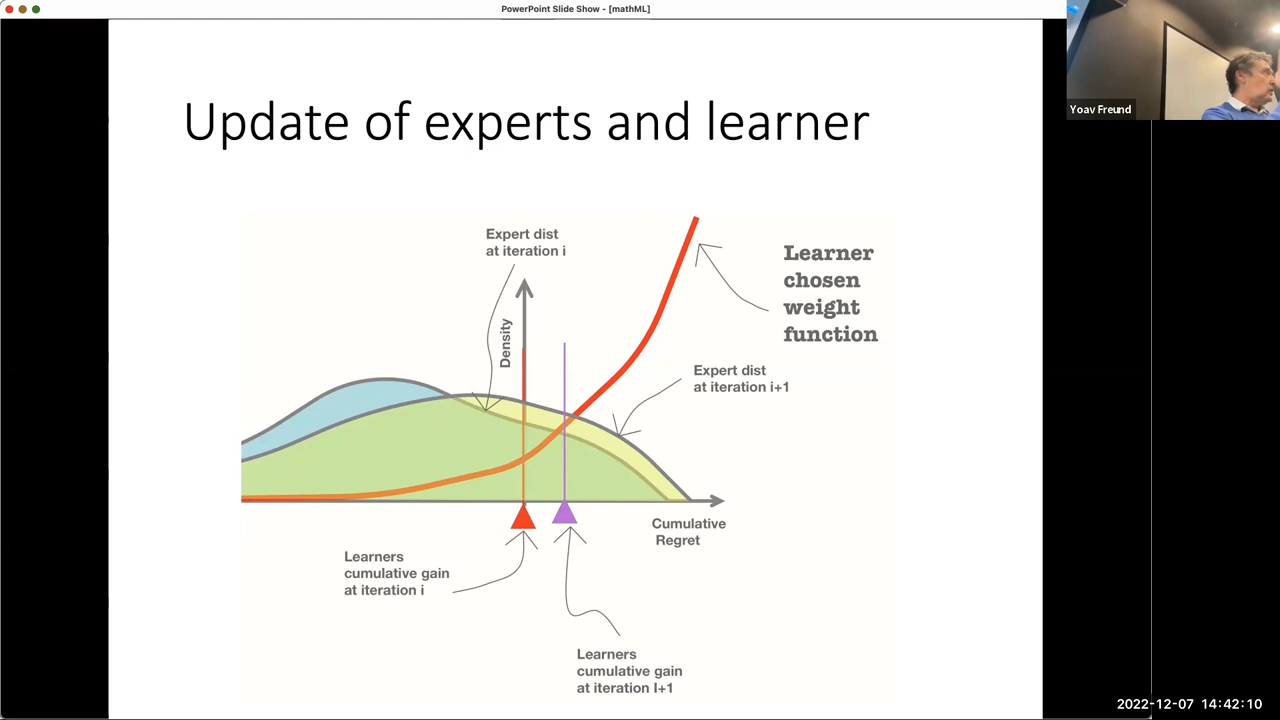 PowerPoint Slide Show - [mathML]
Yoav Freund
Update of experts and learner
Expert dist
at iteration i
Density
Learner
chosen
weight
function
Expert dist
at iteration i+1
Cumulative
Regret
Learners
cumulative gain
at iteration i
Learners
cumulative gain
at iteration I+1
2022-12-07 14:42:10